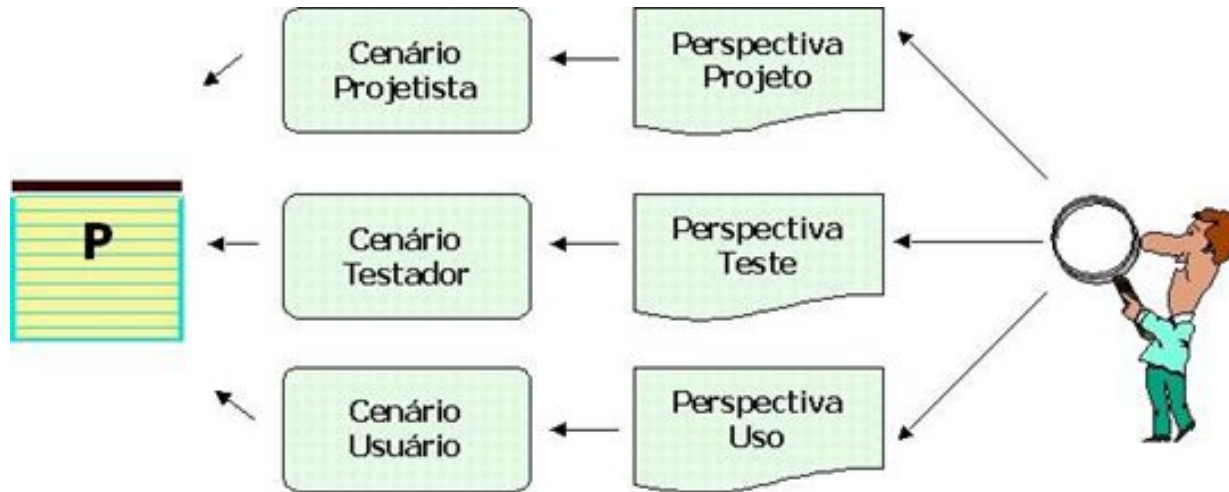 Cenário
Projetista
Perspectiva
Projeto
P
Cenário
Testador
Perspectiva
Teste
Cenário
Usuário
Perspectiva
Uso